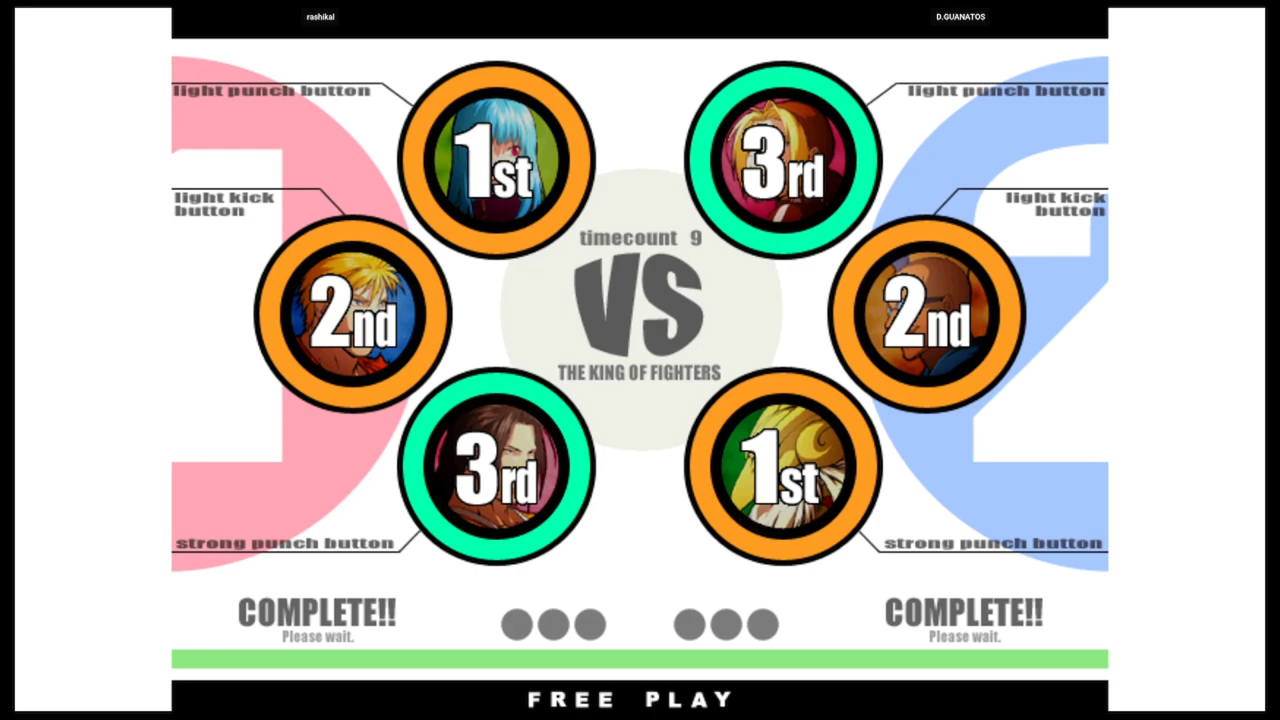 rashikal
D.GUANATOS
light punch button
light punch button
1st
3rd
light kick
button
light kick
button
timecount 9
VS
THE KING OF FIGHTERS
2nd
2nd
3rd
1st
strong punch button
strong punch button
COMPLETE!!
Please wait.
COMPLETE!!
Please wait.
FREE PLAY